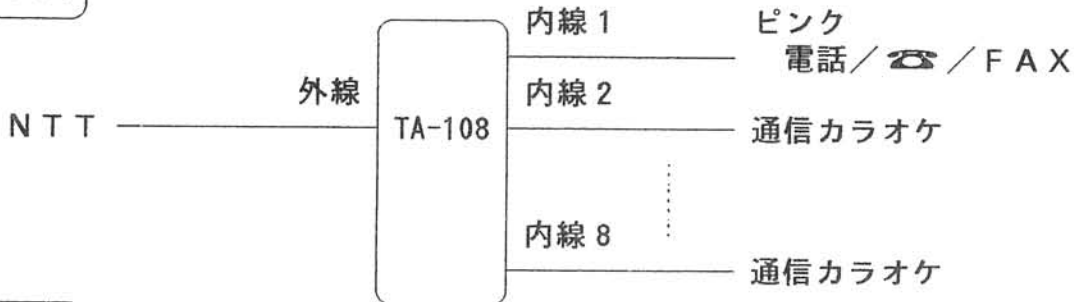 内線1 ピンク
電話/☎/FAX
外線 内線2
NTT TA-108 通信カラオケ
内線8
通信カラオケ